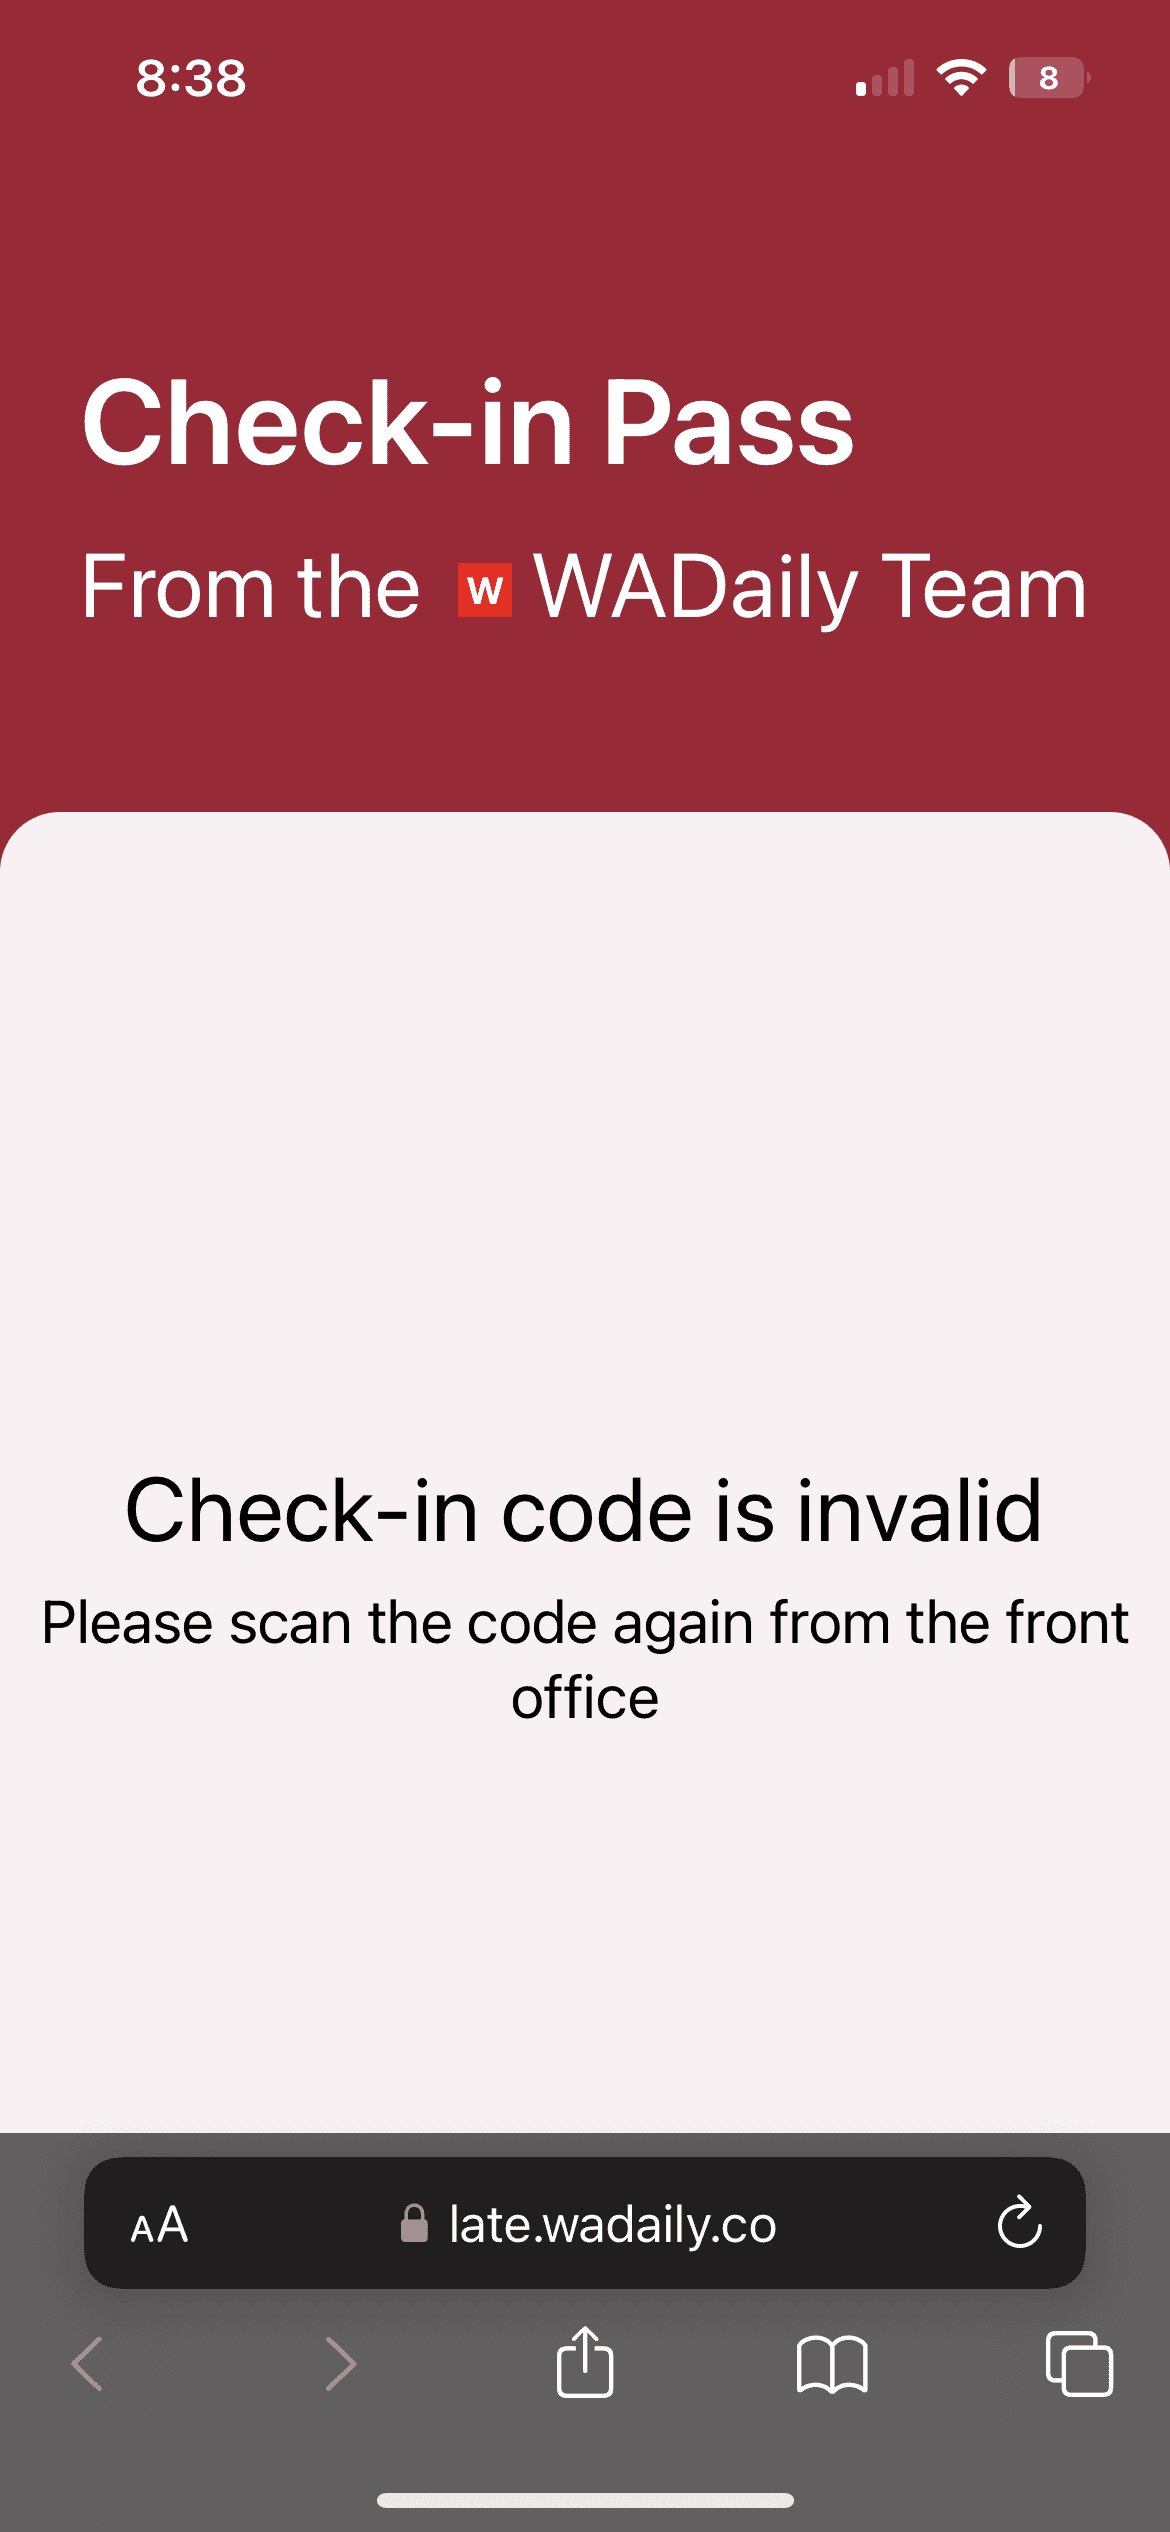 8:38
8
Check-in Pass
From the W WADaily Team
Check-in code is invalid
Please scan the code again from the front
office
AA late.wadaily.co